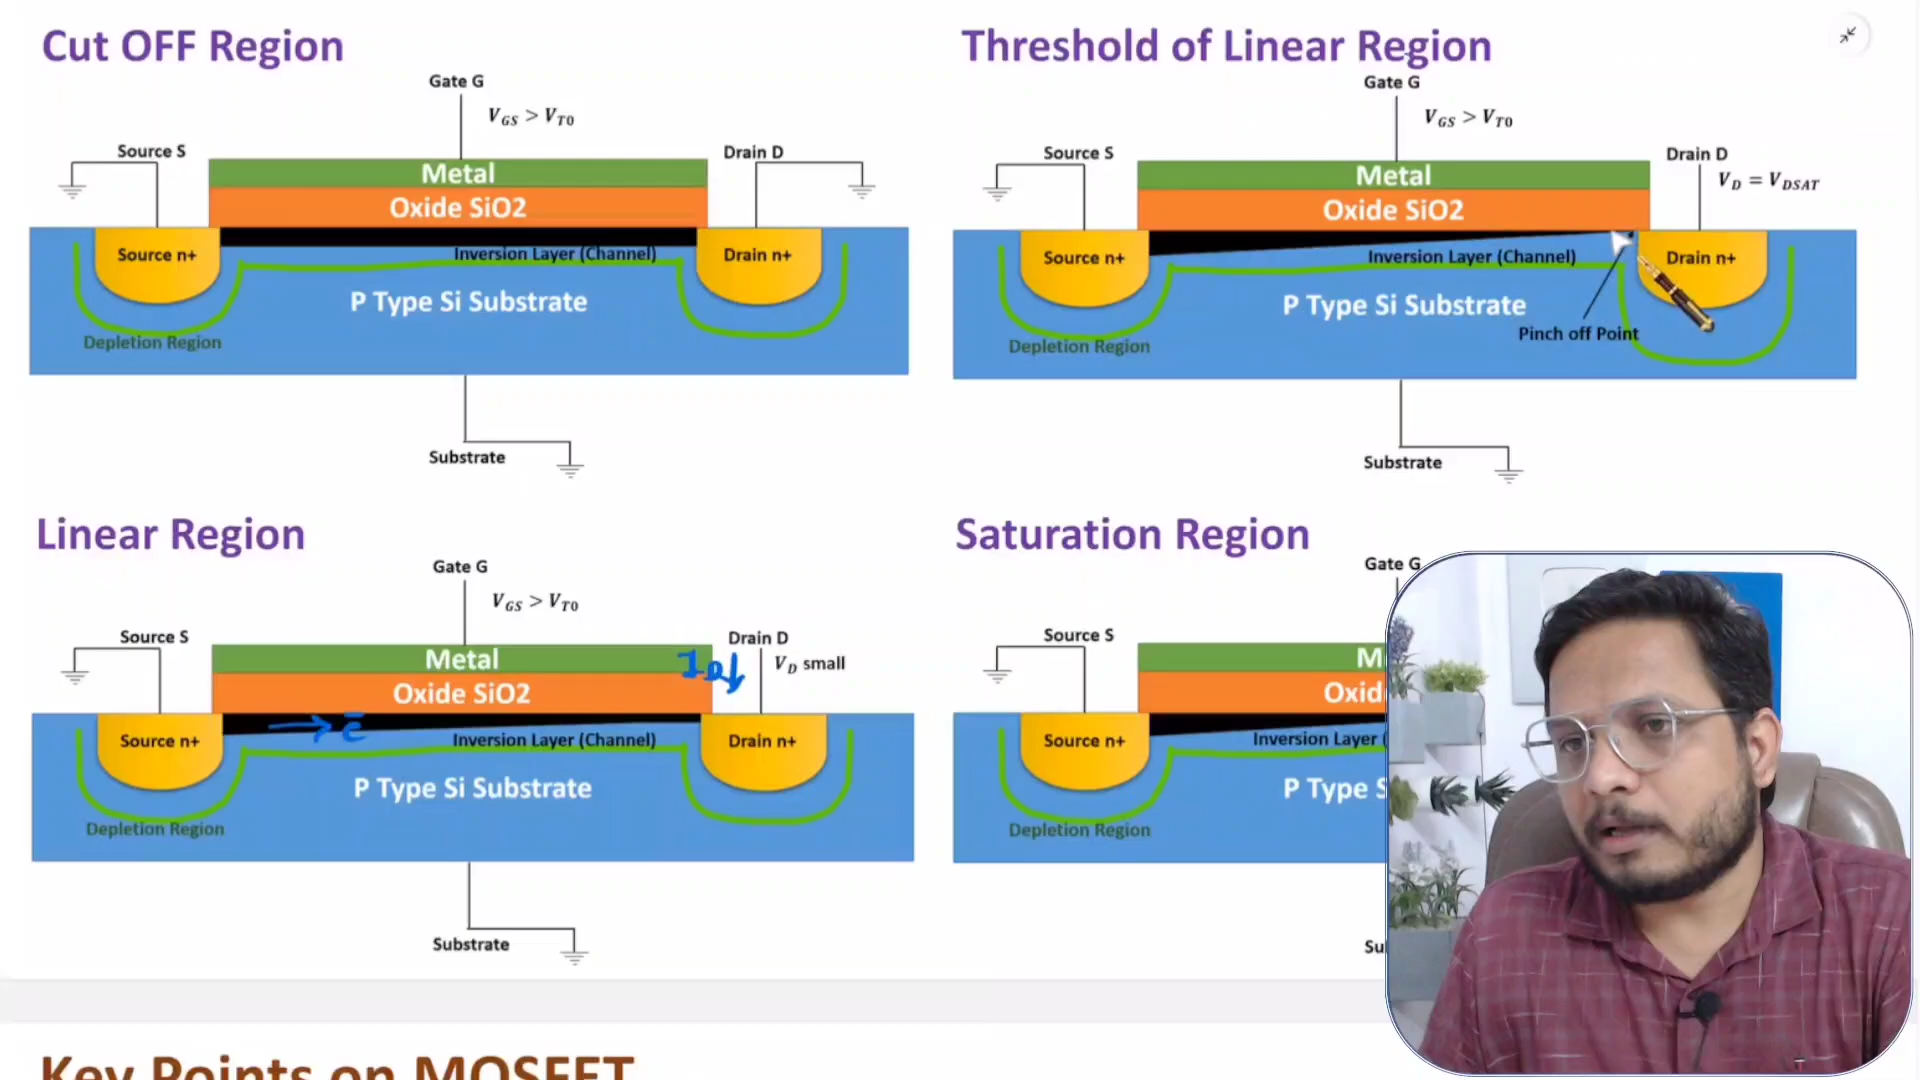 Cut OFF Region
Gate G
V_GS > V_T0
Source S
Drain D
Metal
Oxide SiO2
Source n+
Inversion Layer (Channel)
Drain n+
P Type Si Substrate
Depletion Region
Substrate
Threshold of Linear Region
Gate G
V_GS > V_T0
Source S
Drain D
V_D = V_DSAT
Metal
Oxide SiO2
Source n+
Inversion Layer (Channel)
Drain n+
P Type Si Substrate
Pinch off Point
Depletion Region
Substrate
Linear Region
Gate G
V_GS > V_T0
Source S
Drain D
V_D small
Metal
I_D↓
Oxide SiO2
→ e̅
Source n+
Inversion Layer (Channel)
Drain n+
P Type Si Substrate
Depletion Region
Substrate
Saturation Region
Gate G
Source S
M
Oxid
Source n+
Inversion Layer (
P Type S
Depletion Region
Su
Key Points on MOSFET